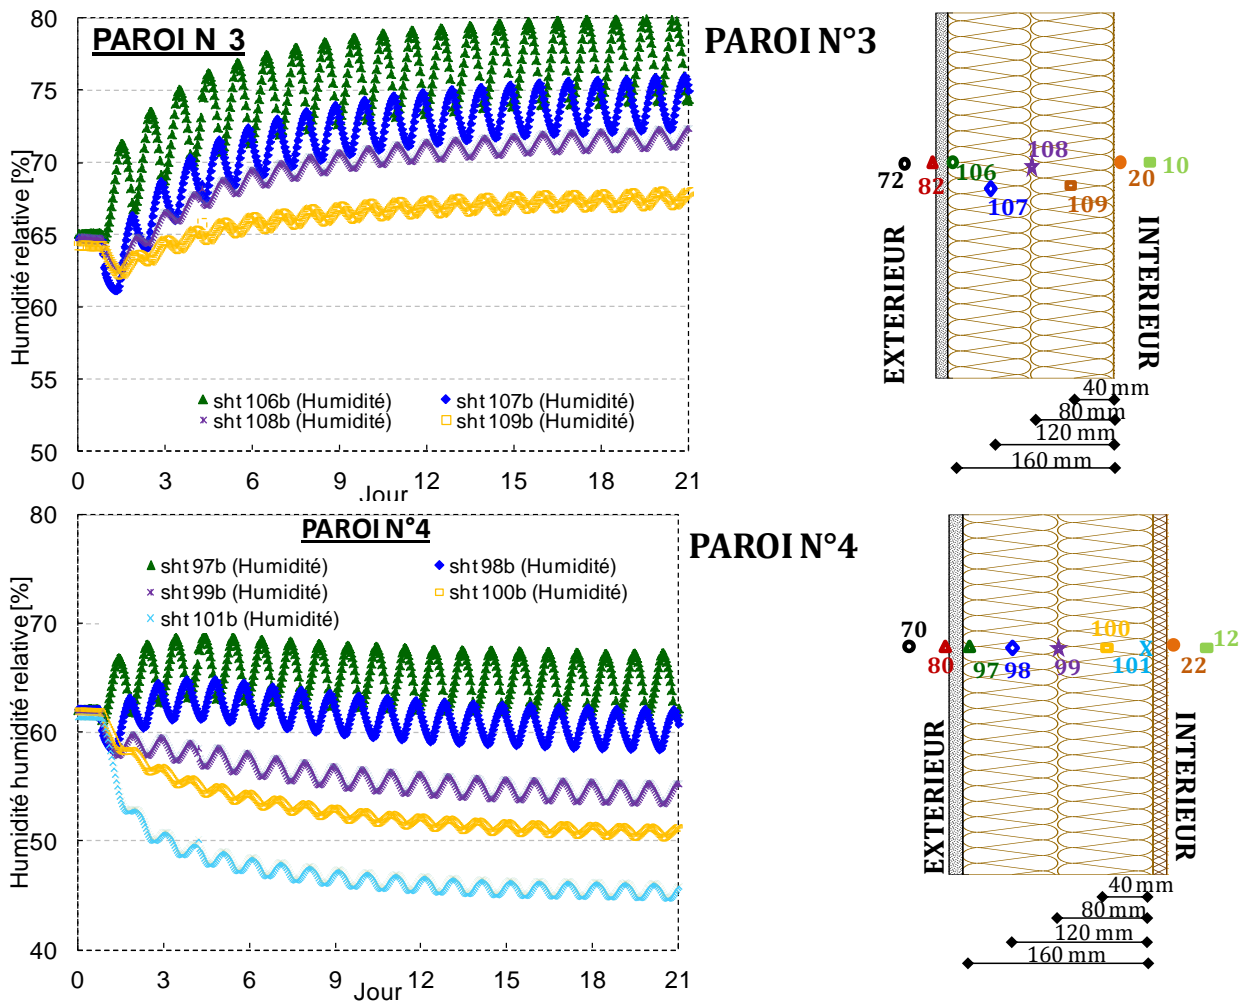 PAROI N 3
80
75
70
65
60
55
50
Humidité relative [%]
sht 106b (Humidité)
sht 107b (Humidité)
sht 108b (Humidité)
sht 109b (Humidité)
0
3
6
9
12
15
18
21
Jour
PAROI N°3
72
82
106
107
108
109
20
10
EXTERIEUR
INTERIEUR
40 mm
80 mm
120 mm
160 mm
PAROI N°4
80
70
60
50
40
Humidité humidité relative [%]
sht 97b (Humidité)
sht 98b (Humidité)
sht 99b (Humidité)
sht 100b (Humidité)
sht 101b (Humidité)
0
3
6
9
12
15
18
21
Jour
PAROI N°4
70
80
97
98
99
100
101
22
12
EXTERIEUR
INTERIEUR
40 mm
80 mm
120 mm
160 mm